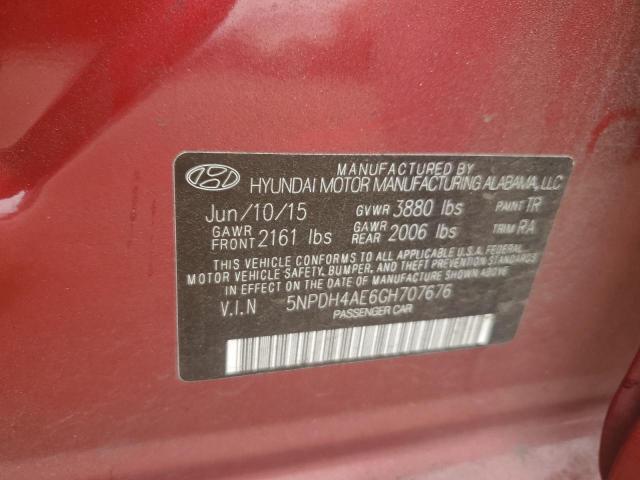 MANUFACTURED BY
HYUNDAI MOTOR MANUFACTURING ALABAMA, LLC
Jun/10/15 GVWR 3880 lbs PAINT TR
GAWR FRONT 2161 lbs GAWR REAR 2006 lbs TRIM RA
THIS VEHICLE CONFORMS TO ALL APPLICABLE U.S.A. FEDERAL
MOTOR VEHICLE SAFETY, BUMPER, AND THEFT PREVENTION STANDARDS
IN EFFECT ON THE DATE OF MANUFACTURE SHOWN ABOVE.
V.I.N 5NPDH4AE6GH707676
PASSENGER CAR